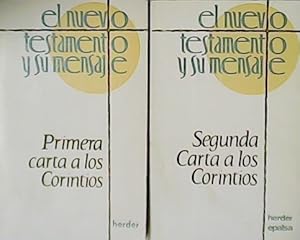 el nuevo
testamento
y su mensaje
Primera
carta a los
Corintios
herder
el nuevo
testamento
y su mensaje
Segunda
Carta a los
Corintios
herder
epalsa